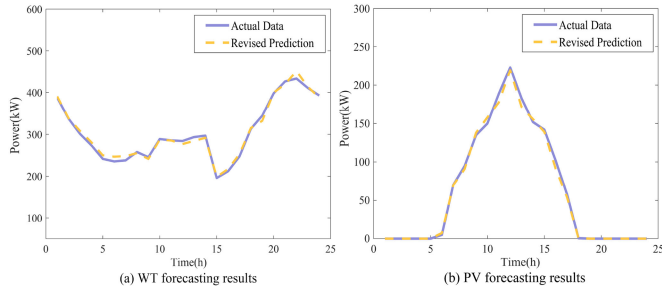 600
500
400
300
200
100
0 5 10 15 20 25
Power(kW)
Time(h)
Actual Data
Revised Prediction
(a) WT forecasting results
300
250
200
150
100
50
0
0 5 10 15 20 25
Power(kW)
Time(h)
Actual Data
Revised Prediction
(b) PV forecasting results